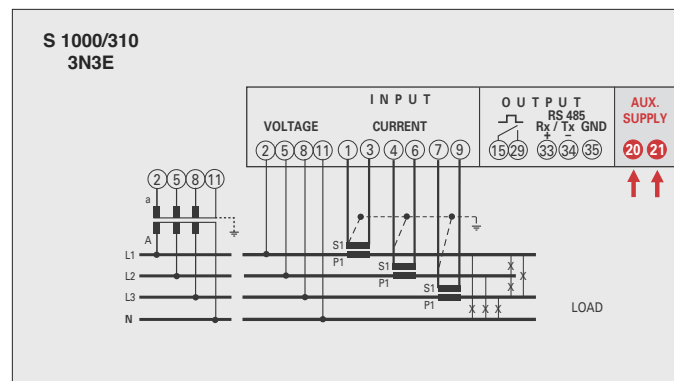 S 1000/310
3N3E
INPUT
OUTPUT
AUX.
SUPPLY
VOLTAGE
CURRENT
RS 485
Rx / Tx GND
+ −
2 5 8 11 1 3 4 6 7 9 15 29 33 34 35 20 21
2 5 8 11
a
A
S1
L1
P1
S1
L2
P1
S1
L3
P1
N
X
X
X X X
LOAD